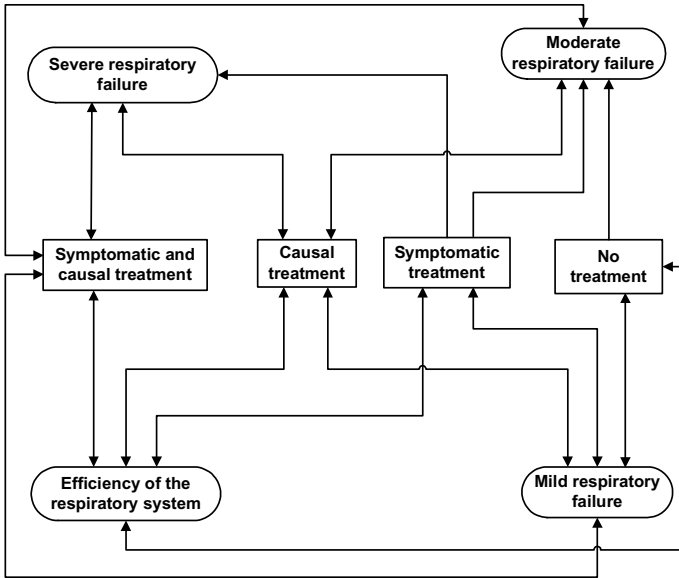 Severe respiratory
failure
Moderate
respiratory failure
Symptomatic and
causal treatment
Causal
treatment
Symptomatic
treatment
No
treatment
Efficiency of the
respiratory system
Mild respiratory
failure